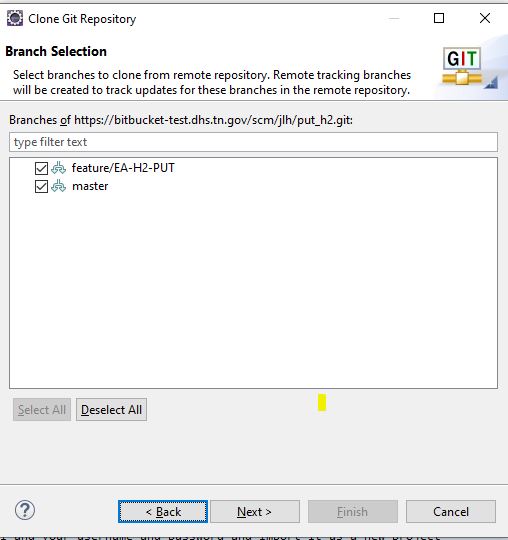 Clone Git Repository
Branch Selection
Select branches to clone from remote repository. Remote tracking branches
will be created to track updates for these branches in the remote repository.
GIT
Branches of https://bitbucket-test.dhs.tn.gov/scm/jlh/put_h2.git:
type filter text
feature/EA-H2-PUT
master
Select All
Deselect All
?
< Back
Next >
Finish
Cancel
and your username and password and import it as a new project